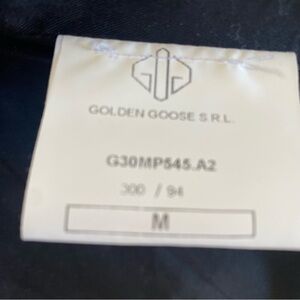 GOLDEN GOOSE S.R.L.
G30MP545.A2
300 / 94
M